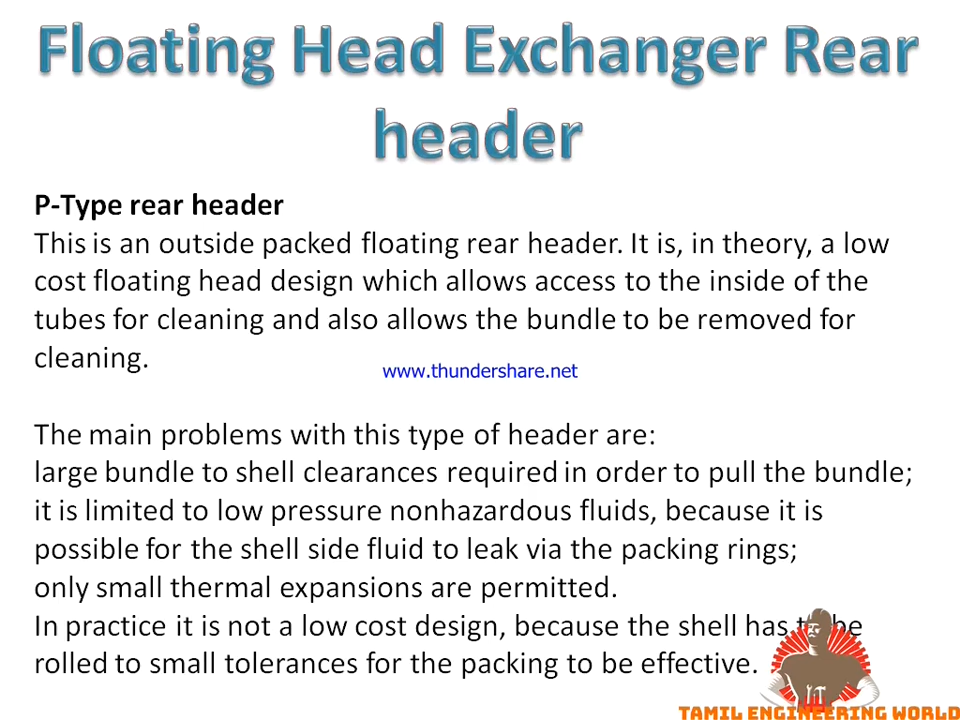 Floating Head Exchanger Rear
header
P-Type rear header
This is an outside packed floating rear header. It is, in theory, a low
cost floating head design which allows access to the inside of the
tubes for cleaning and also allows the bundle to be removed for
cleaning.
www.thundershare.net
The main problems with this type of header are:
large bundle to shell clearances required in order to pull the bundle;
it is limited to low pressure nonhazardous fluids, because it is
possible for the shell side fluid to leak via the packing rings;
only small thermal expansions are permitted.
In practice it is not a low cost design, because the shell has to be
rolled to small tolerances for the packing to be effective.
TAMIL ENGINEERING WORLD